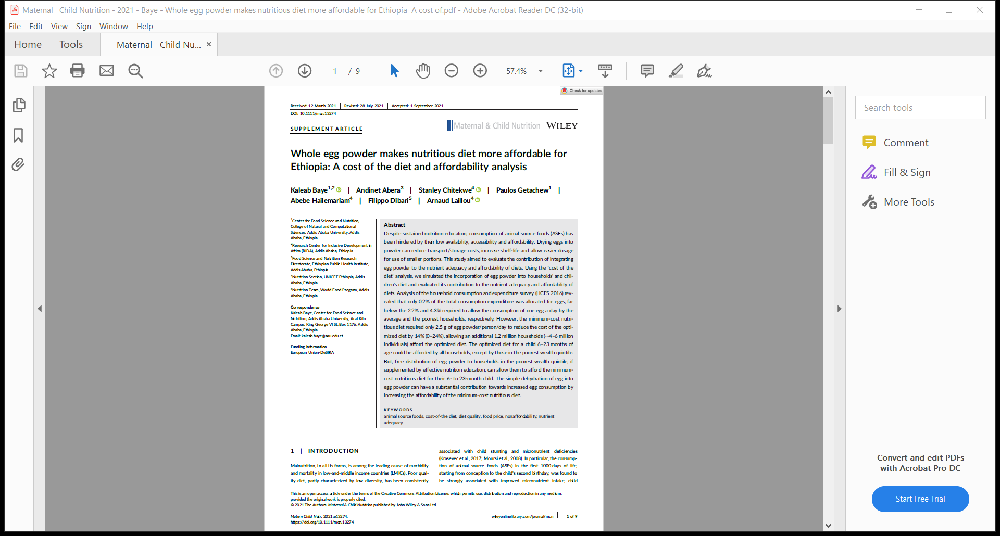 Maternal Child Nutrition - 2021 - Baye - Whole egg powder makes nutritious diet more affordable for Ethiopia A cost of.pdf - Adobe Acrobat Reader DC (32-bit)
File Edit View Sign Window Help
Home Tools Maternal Child Nu...
1 / 9 57.4%
Check for updates
Received: 12 March 2021 Revised: 28 July 2021 Accepted: 1 September 2021
DOI: 10.1111/mcn.13274
SUPPLEMENT ARTICLE
Maternal & Child Nutrition WILEY
Whole egg powder makes nutritious diet more affordable for
Ethiopia: A cost of the diet and affordability analysis
Kaleab Baye1,2 | Andinet Abera3 | Stanley Chitekwe4 | Paulos Getachew1 |
Abebe Hailemariam4 | Filippo Dibari5 | Arnaud Laillou4
1Center for Food Science and Nutrition,
College of Natural and Computational
Sciences, Addis Ababa University, Addis
Ababa, Ethiopia
2Research Center for Inclusive Development in
Africa (RIDA), Addis Ababa, Ethiopia
3Food Science and Nutrition Research
Directorate, Ethiopian Public Health Institute,
Addis Ababa, Ethiopia
4Nutrition Section, UNICEF Ethiopia, Addis
Ababa, Ethiopia
5Nutrition Team, World Food Program, Addis
Ababa, Ethiopia
Correspondence
Kaleab Baye, Center for Food Science and
Nutrition, Addis Ababa University, Arat Kilo
Campus, King George VI St, Box 1176, Addis
Ababa, Ethiopia.
Email: kaleab.baye@aau.edu.et
Funding information
European Union-DeSIRA
Abstract
Despite sustained nutrition education, consumption of animal source foods (ASFs) has
been hindered by their low availability, accessibility and affordability. Drying eggs into
powder can reduce transport/storage costs, increase shelf-life and allow easier dosage
for use of smaller portions. This study aimed to evaluate the contribution of integrating
egg powder to the nutrient adequacy and affordability of diets. Using the 'cost of the
diet' analysis, we simulated the incorporation of egg powder into households' and chil-
dren's diet and evaluated its contribution to the nutrient adequacy and affordability of
diets. Analysis of the household consumption and expenditure survey (HCES 2016) rev-
ealed that only 0.2% of the total consumption expenditure was allocated for eggs, far
below the 2.2% and 4.3% required to allow the consumption of one egg a day by the
average and the poorest households, respectively. However, the minimum-cost nutri-
tious diet required only 2.5 g of egg powder/person/day to reduce the cost of the opti-
mized diet by 14% (0–24%), allowing an additional 1.2 million households (~4–6 million
individuals) afford the optimized diet. The optimized diet for a child 6–23 months of
age could be afforded by all households, except by those in the poorest wealth quintile.
But, free distribution of egg powder to households in the poorest wealth quintile, if
supplemented by effective nutrition education, can allow them to afford the minimum-
cost nutritious diet for their 6- to 23-month child. The simple dehydration of egg into
egg powder can have a substantial contribution towards increased egg consumption by
increasing the affordability of the minimum-cost nutritious diet.
KEYWORDS
animal source foods, cost-of-the diet, diet quality, food price, nonaffordability, nutrient
adequacy
1 | INTRODUCTION
Malnutrition, in all its forms, is among the leading cause of morbidity
and mortality in low-and-middle income countries (LMICs). Poor qual-
ity diet, partly characterized by low diversity, has been consistently
associated with child stunting and micronutrient deficiencies
(Krasevec et al., 2017; Moursi et al., 2008). In particular, the consump-
tion of animal source foods (ASFs) in the first 1000 days of life,
starting from conception to the child's second birthday, was found to
be strongly associated with improved micronutrient intake, child
This is an open access article under the terms of the Creative Commons Attribution License, which permits use, distribution and reproduction in any medium,
provided the original work is properly cited.
© 2021 The Authors. Maternal & Child Nutrition published by John Wiley & Sons Ltd.
Matern Child Nutr. 2021;e13274. wileyonlinelibrary.com/journal/mcn 1 of 9
https://doi.org/10.1111/mcn.13274
Search tools
Comment
Fill & Sign
More Tools
Convert and edit PDFs
with Acrobat Pro DC
Start Free Trial